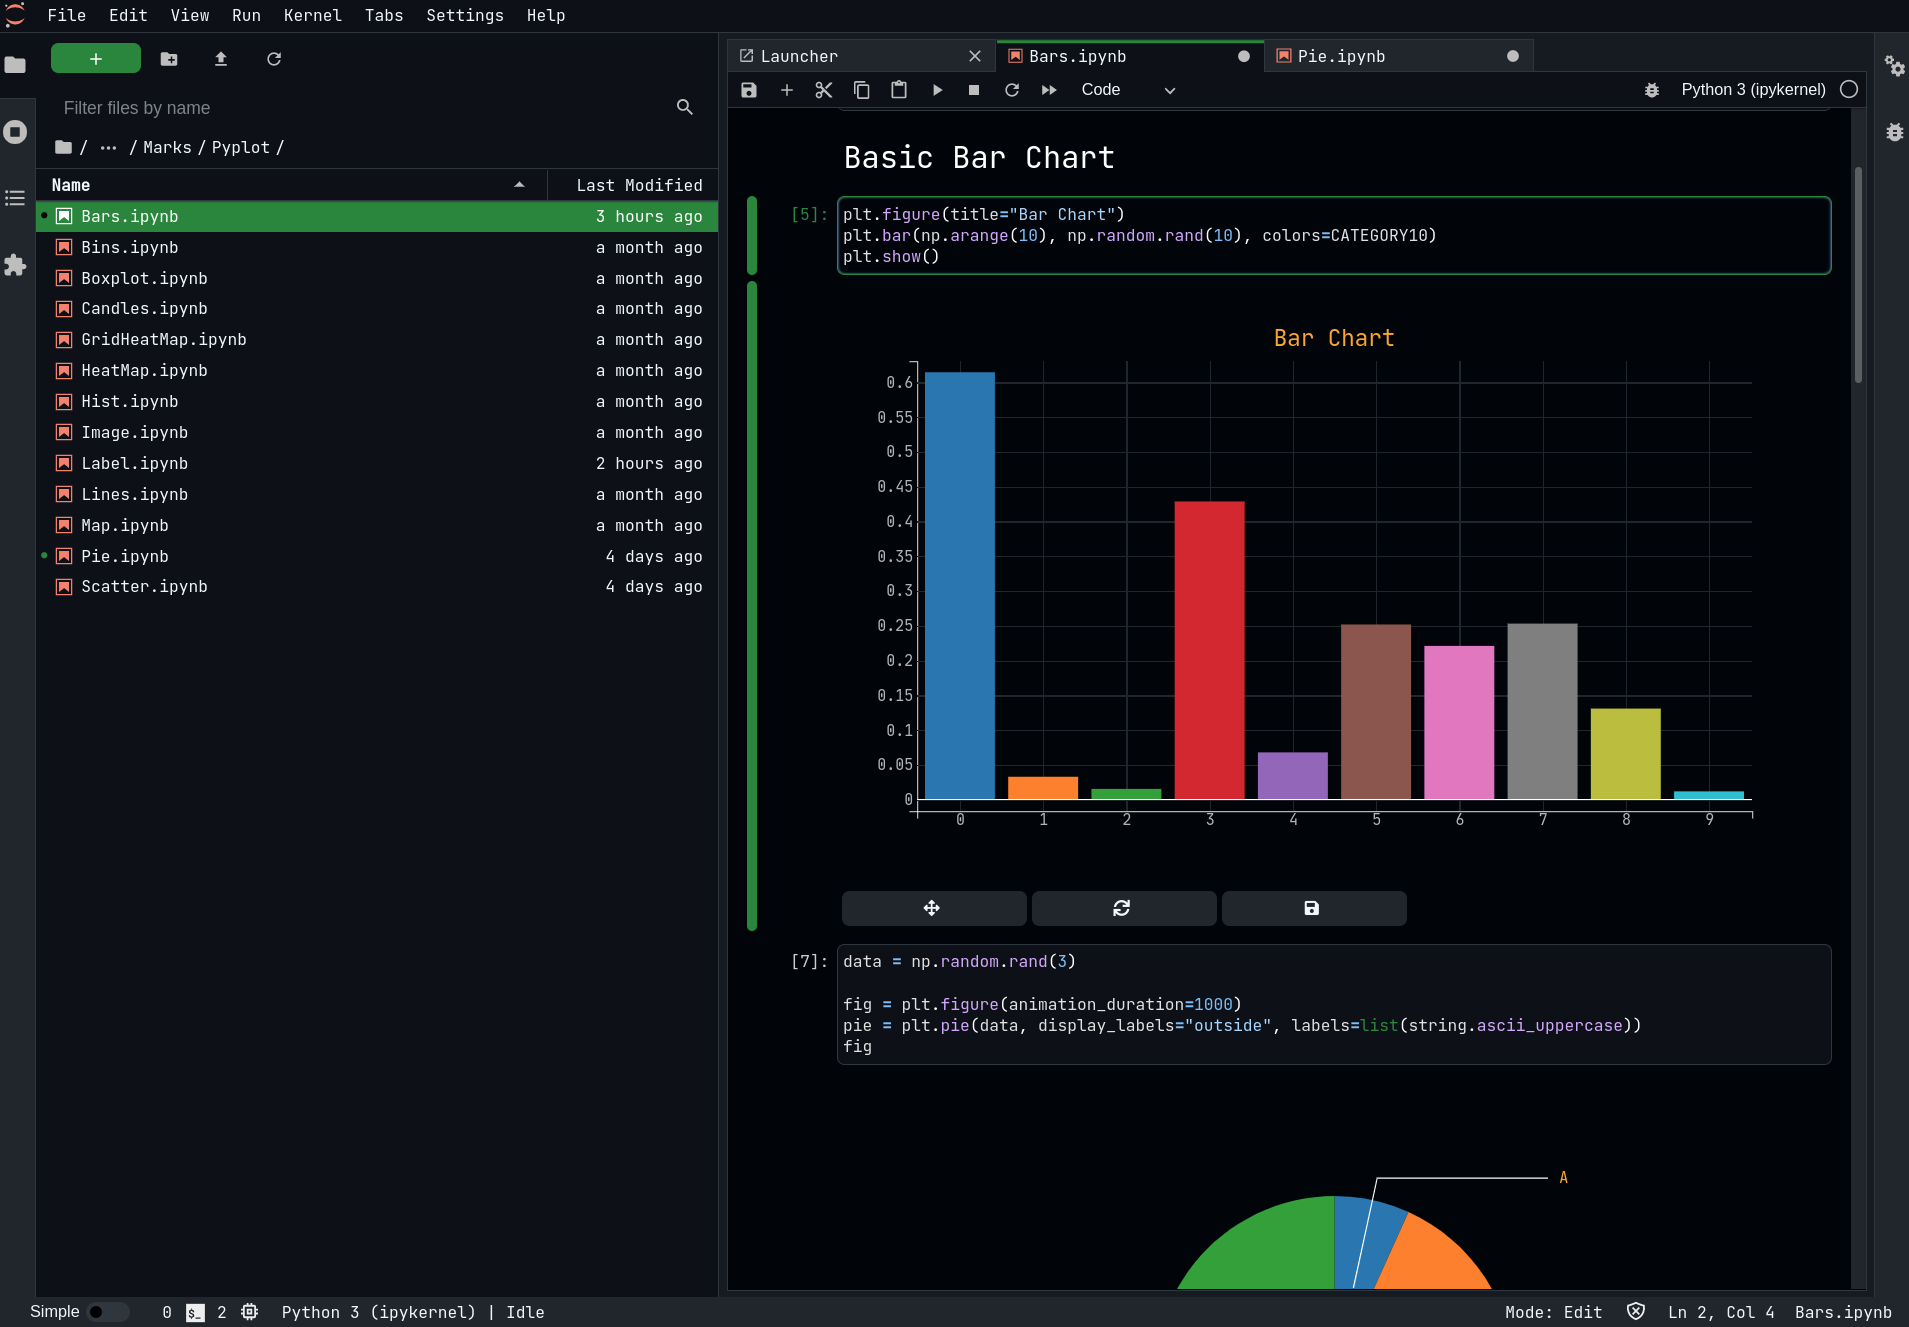 File Edit View Run Kernel Tabs Settings Help
Filter files by name
/ ... / Marks / Pyplot /
Name Last Modified
Bars.ipynb 3 hours ago
Bins.ipynb a month ago
Boxplot.ipynb a month ago
Candles.ipynb a month ago
GridHeatMap.ipynb a month ago
HeatMap.ipynb a month ago
Hist.ipynb a month ago
Image.ipynb a month ago
Label.ipynb 2 hours ago
Lines.ipynb a month ago
Map.ipynb a month ago
Pie.ipynb 4 days ago
Scatter.ipynb 4 days ago
Launcher Bars.ipynb Pie.ipynb
Code Python 3 (ipykernel)
Basic Bar Chart
[5]: plt.figure(title="Bar Chart")
plt.bar(np.arange(10), np.random.rand(10), colors=CATEGORY10)
plt.show()
Bar Chart
0.6
0.55
0.5
0.45
0.4
0.35
0.3
0.25
0.2
0.15
0.1
0.05
0
0 1 2 3 4 5 6 7 8 9
[7]: data = np.random.rand(3)
fig = plt.figure(animation_duration=1000)
pie = plt.pie(data, display_labels="outside", labels=list(string.ascii_uppercase))
fig
A
Simple 0 $_ 2 Python 3 (ipykernel) | Idle Mode: Edit Ln 2, Col 4 Bars.ipynb